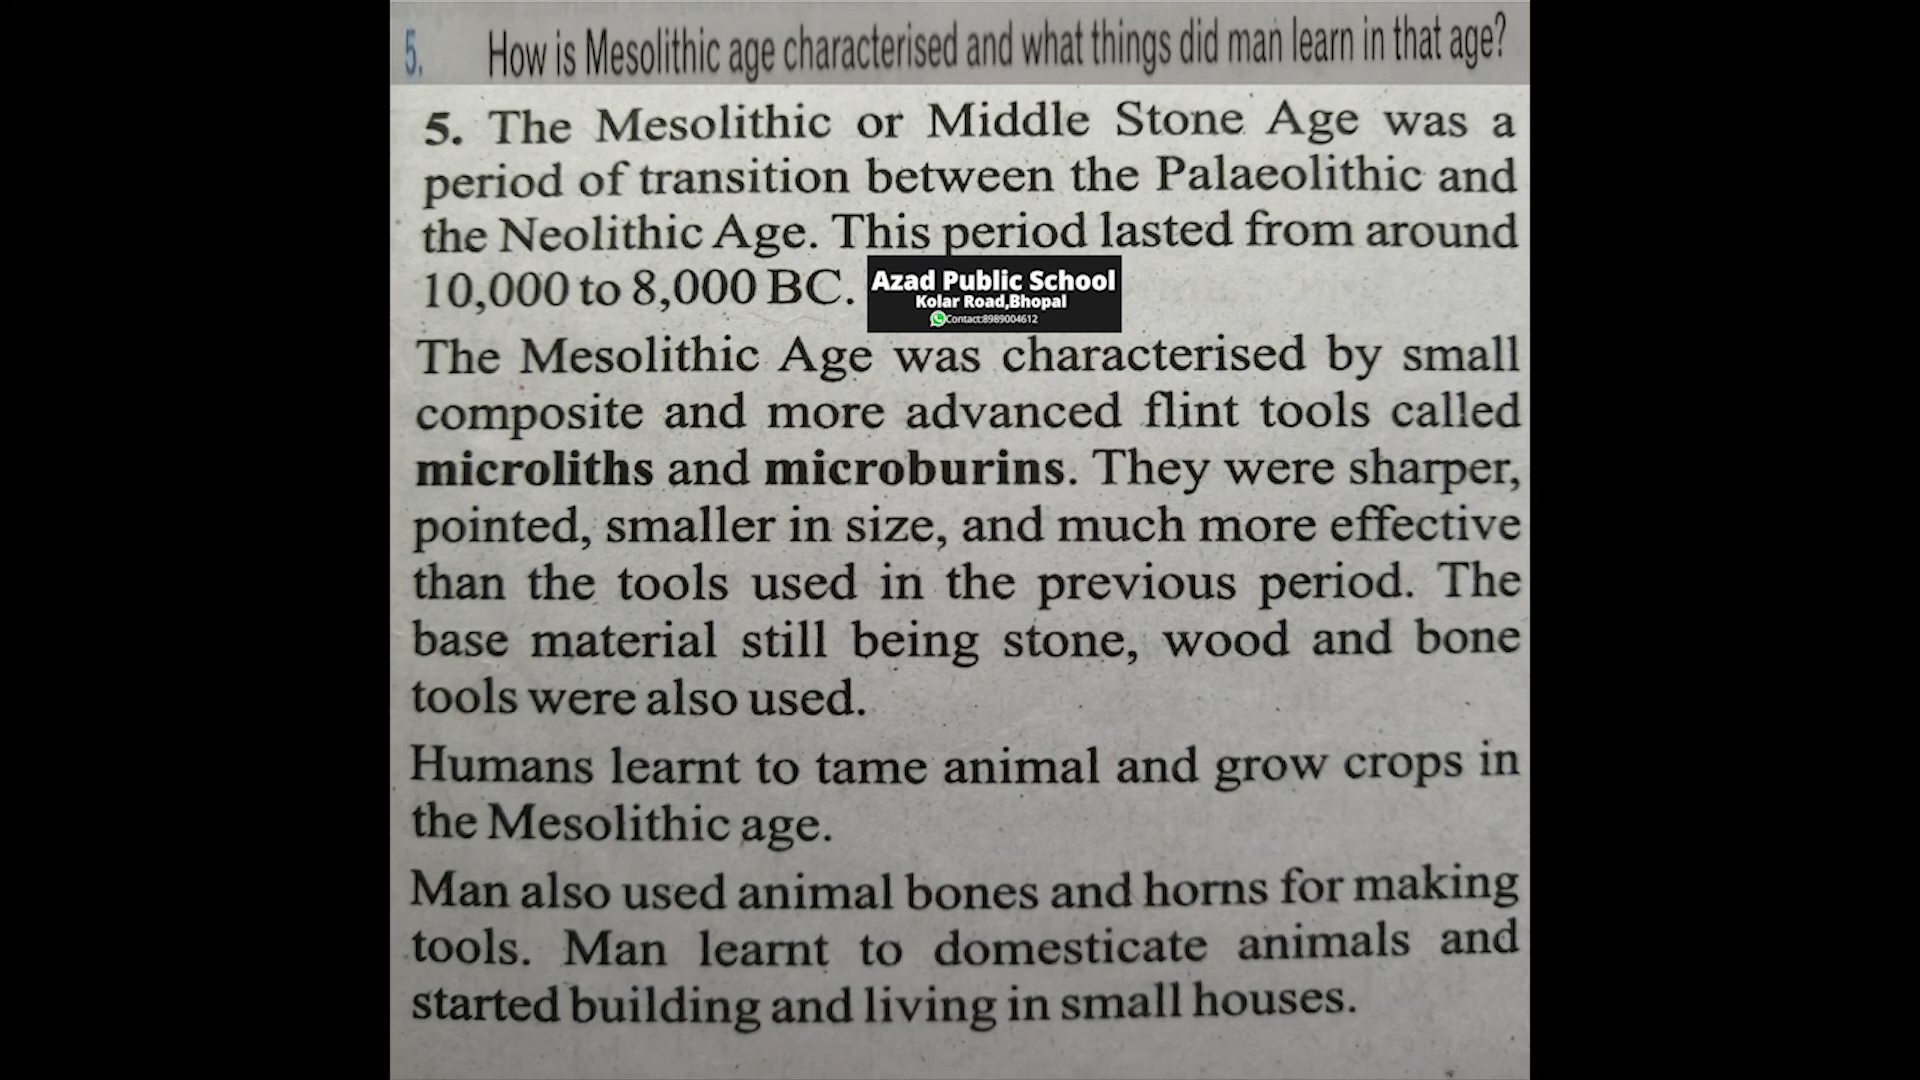 5. How is Mesolithic age characterised and what things did man learn in that age?
5. The Mesolithic or Middle Stone Age was a
period of transition between the Palaeolithic and
the Neolithic Age. This period lasted from around
10,000 to 8,000 BC.
Azad Public School
Kolar Road,Bhopal
Contact:8989004612
The Mesolithic Age was characterised by small
composite and more advanced flint tools called
microliths and microburins. They were sharper,
pointed, smaller in size, and much more effective
than the tools used in the previous period. The
base material still being stone, wood and bone
tools were also used.
Humans learnt to tame animal and grow crops in
the Mesolithic age.
Man also used animal bones and horns for making
tools. Man learnt to domesticate animals and
started building and living in small houses.